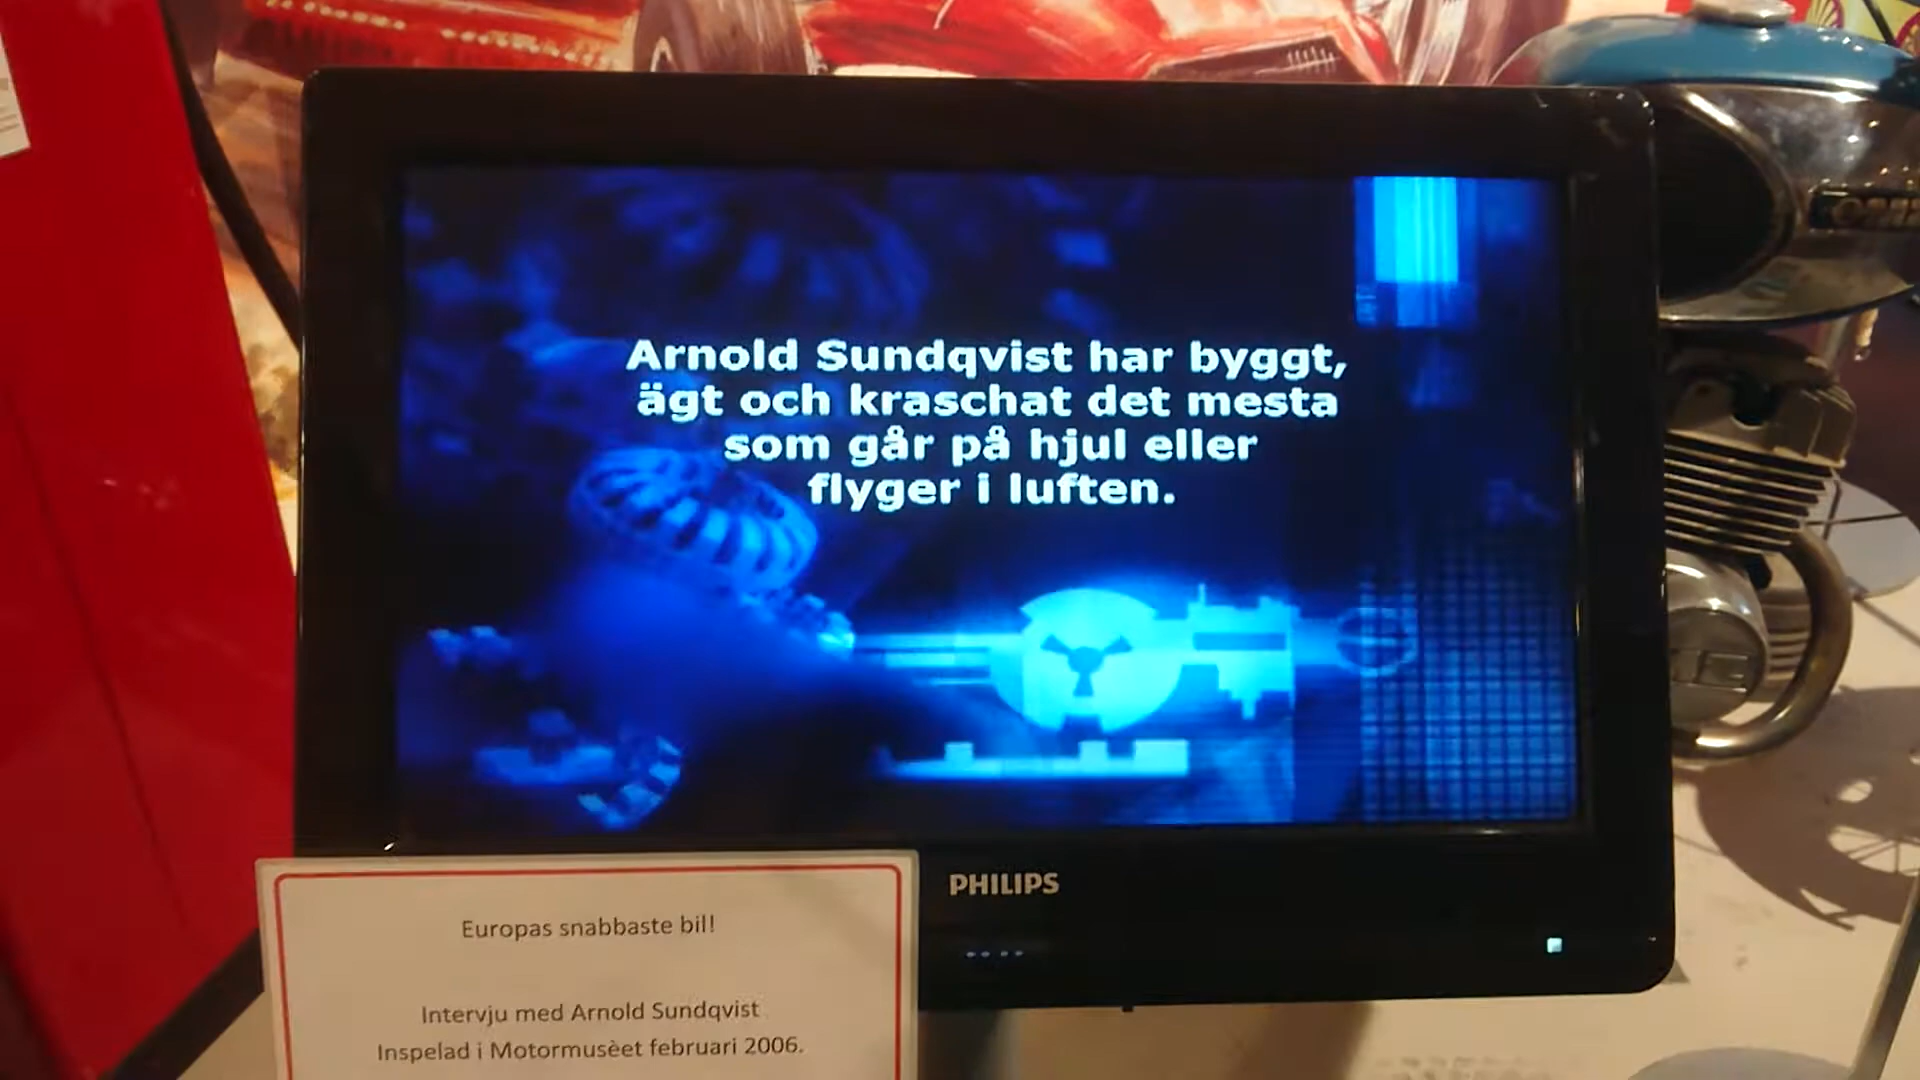 Arnold Sundqvist har byggt,
ägt och kraschat det mesta
som går på hjul eller
flyger i luften.
PHILIPS
Europas snabbaste bil!
Intervju med Arnold Sundqvist
Inspelad i Motormusèet februari 2006.